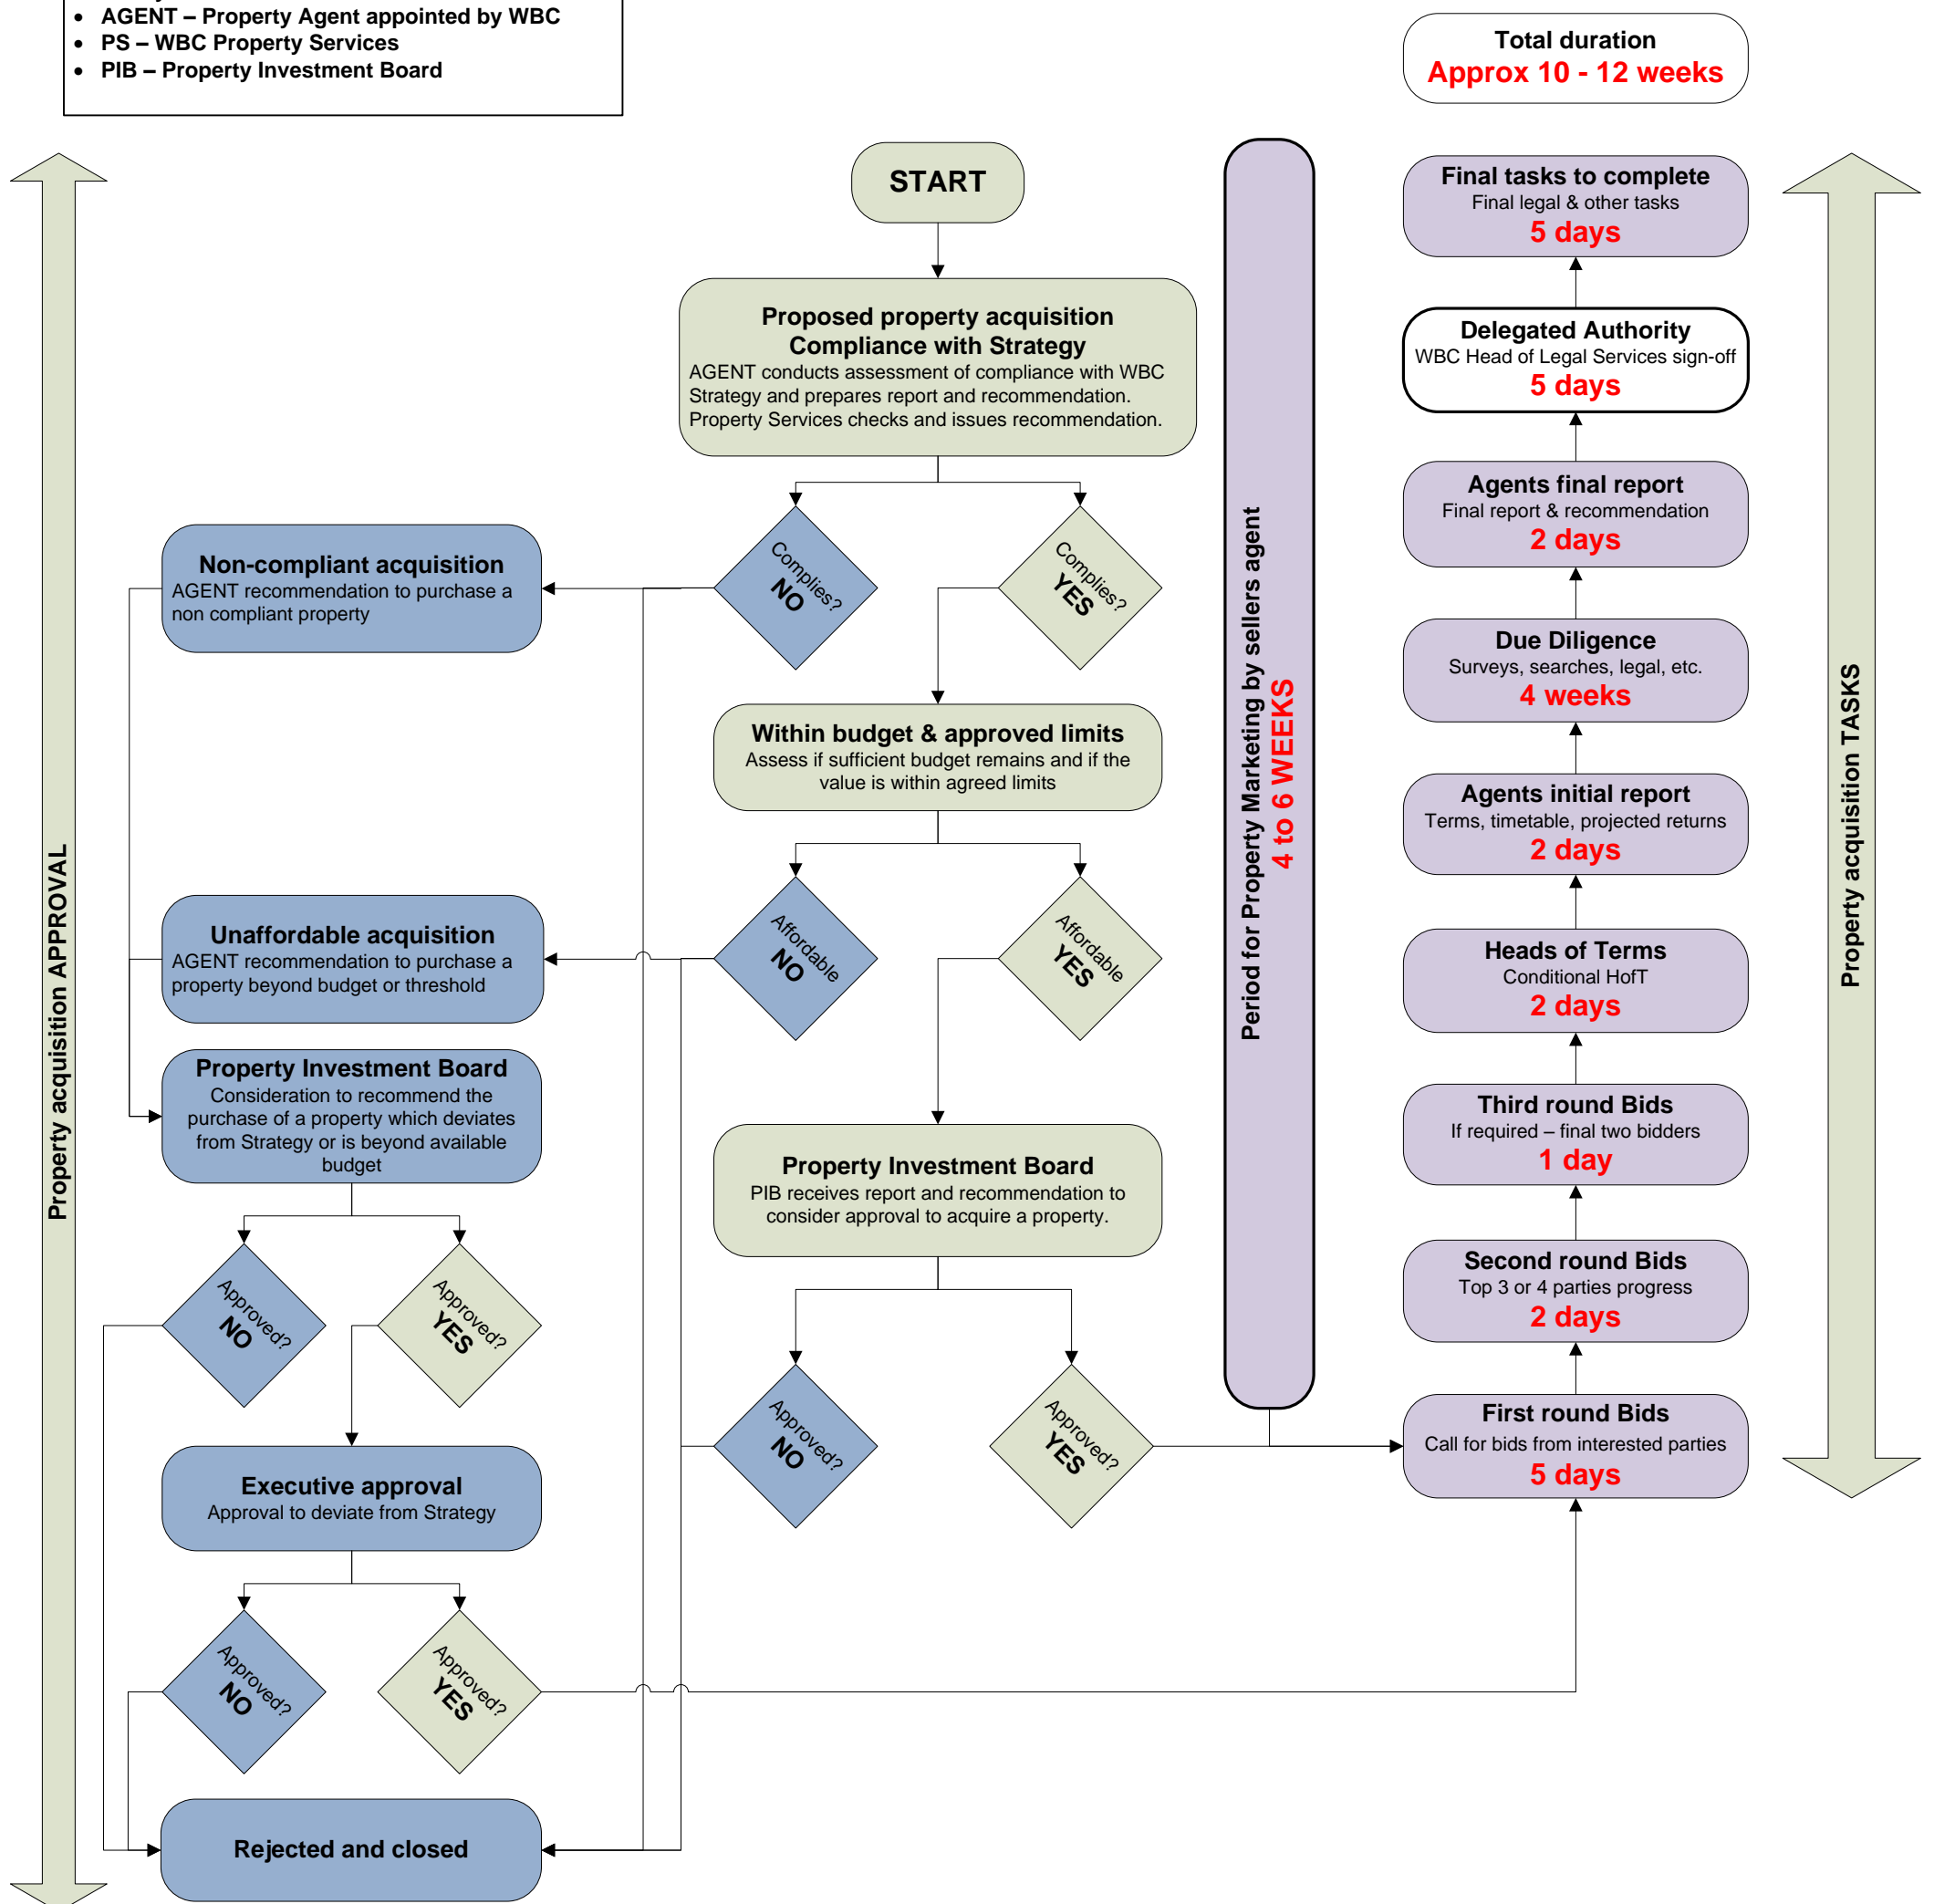 • AGENT – Property Agent appointed by WBC
• PS – WBC Property Services
• PIB – Property Investment Board
Total duration
Approx 10 - 12 weeks
START
Proposed property acquisition
Compliance with Strategy
AGENT conducts assessment of compliance with WBC
Strategy and prepares report and recommendation.
Property Services checks and issues recommendation.
Complies?
NO
Complies?
YES
Non-compliant acquisition
AGENT recommendation to purchase a
non compliant property
Within budget & approved limits
Assess if sufficient budget remains and if the
value is within agreed limits
Affordable
NO
Affordable
YES
Unaffordable acquisition
AGENT recommendation to purchase a
property beyond budget or threshold
Property Investment Board
Consideration to recommend the
purchase of a property which deviates
from Strategy or is beyond available
budget
Property Investment Board
PIB receives report and recommendation to
consider approval to acquire a property.
Approved?
NO
Approved?
YES
Approved?
NO
Approved?
YES
Executive approval
Approval to deviate from Strategy
Approved?
NO
Approved?
YES
Rejected and closed
Property acquisition APPROVAL
Period for Property Marketing by sellers agent
4 to 6 WEEKS
Final tasks to complete
Final legal & other tasks
5 days
Delegated Authority
WBC Head of Legal Services sign-off
5 days
Agents final report
Final report & recommendation
2 days
Due Diligence
Surveys, searches, legal, etc.
4 weeks
Agents initial report
Terms, timetable, projected returns
2 days
Heads of Terms
Conditional HofT
2 days
Third round Bids
If required – final two bidders
1 day
Second round Bids
Top 3 or 4 parties progress
2 days
First round Bids
Call for bids from interested parties
5 days
Property acquisition TASKS